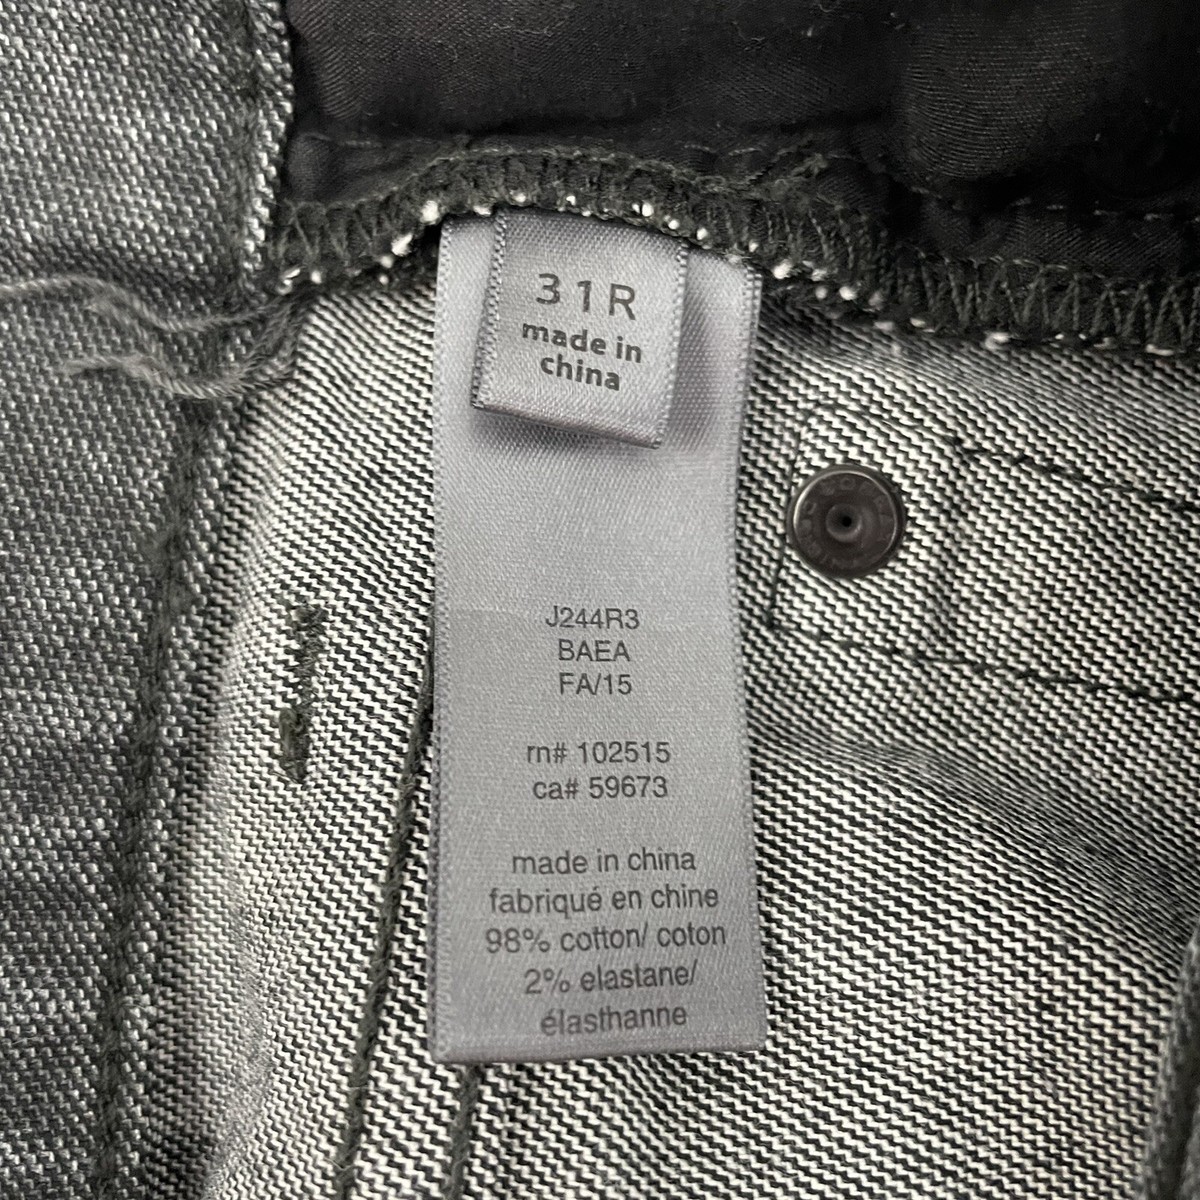 31R
made in
china
J244R3
BAEA
FA/15
rn# 102515
ca# 59673
made in china
fabriqué en chine
98% cotton/ coton
2% elastane/
élasthanne